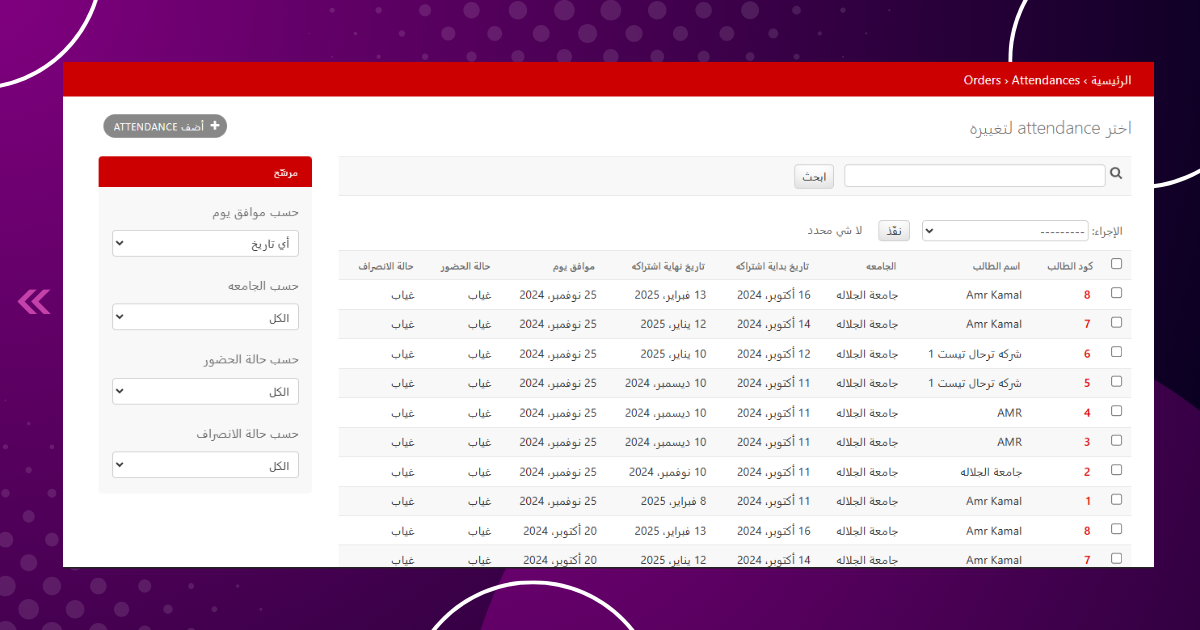 الرئيسية › Orders › Attendances
اختر attendance لتغييره
+ أضف ATTENDANCE
ابحث
الإجراء: --------- نفّذ لا شي محدد
كود الطالب اسم الطالب الجامعه تاريخ بداية اشتراكه تاريخ نهاية اشتراكه موافق يوم حالة الحضور حالة الانصراف
8 Amr Kamal جامعة الجلاله 16 أكتوبر، 2024 13 فبراير، 2025 25 نوفمبر، 2024 غياب غياب
7 Amr Kamal جامعة الجلاله 14 أكتوبر، 2024 12 يناير، 2025 25 نوفمبر، 2024 غياب غياب
6 شركه ترحال تيست 1 جامعة الجلاله 12 أكتوبر، 2024 10 يناير، 2025 25 نوفمبر، 2024 غياب غياب
5 شركه ترحال تيست 1 جامعة الجلاله 11 أكتوبر، 2024 10 ديسمبر، 2024 25 نوفمبر، 2024 غياب غياب
4 AMR جامعة الجلاله 11 أكتوبر، 2024 10 ديسمبر، 2024 25 نوفمبر، 2024 غياب غياب
3 AMR جامعة الجلاله 11 أكتوبر، 2024 10 ديسمبر، 2024 25 نوفمبر، 2024 غياب غياب
2 جامعة الجلاله جامعة الجلاله 11 أكتوبر، 2024 10 نوفمبر، 2024 25 نوفمبر، 2024 غياب غياب
1 Amr Kamal جامعة الجلاله 11 أكتوبر، 2024 8 فبراير، 2025 25 نوفمبر، 2024 غياب غياب
8 Amr Kamal جامعة الجلاله 16 أكتوبر، 2024 13 فبراير، 2025 20 أكتوبر، 2024 غياب غياب
7 Amr Kamal جامعة الجلاله 14 أكتوبر، 2024 12 يناير، 2025 20 أكتوبر، 2024 غياب غياب
مرشّح
حسب موافق يوم
أي تاريخ
حسب الجامعه
الكل
حسب حالة الحضور
الكل
حسب حالة الانصراف
الكل